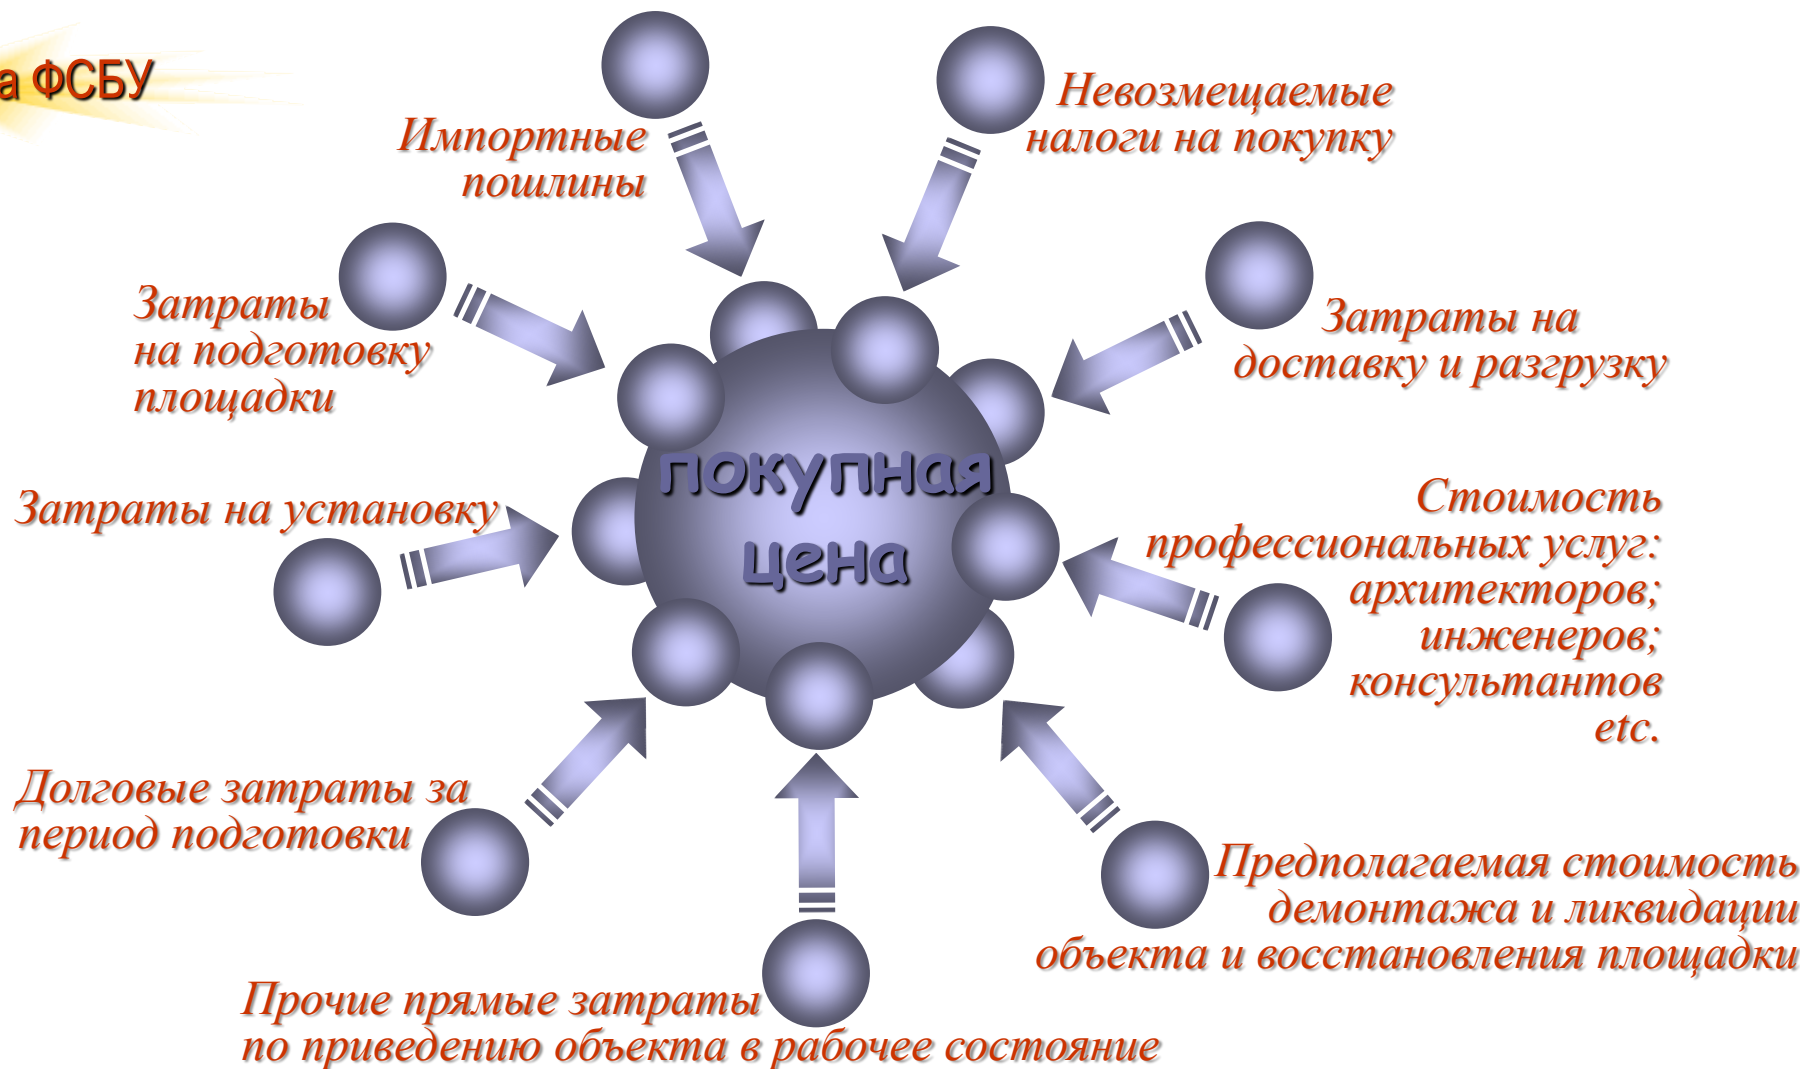 а ФСБУ
Импортные
пошлины
Невозмещаемые
налоги на покупку
Затраты
на подготовку
площадки
Затраты на
доставку и разгрузку
покупная
цена
Затраты на установку
Стоимость
профессиональных услуг:
архитекторов;
инженеров;
консультантов
etc.
Долговые затраты за
период подготовки
Предполагаемая стоимость
демонтажа и ликвидации
объекта и восстановления площадки
Прочие прямые затраты
по приведению объекта в рабочее состояние